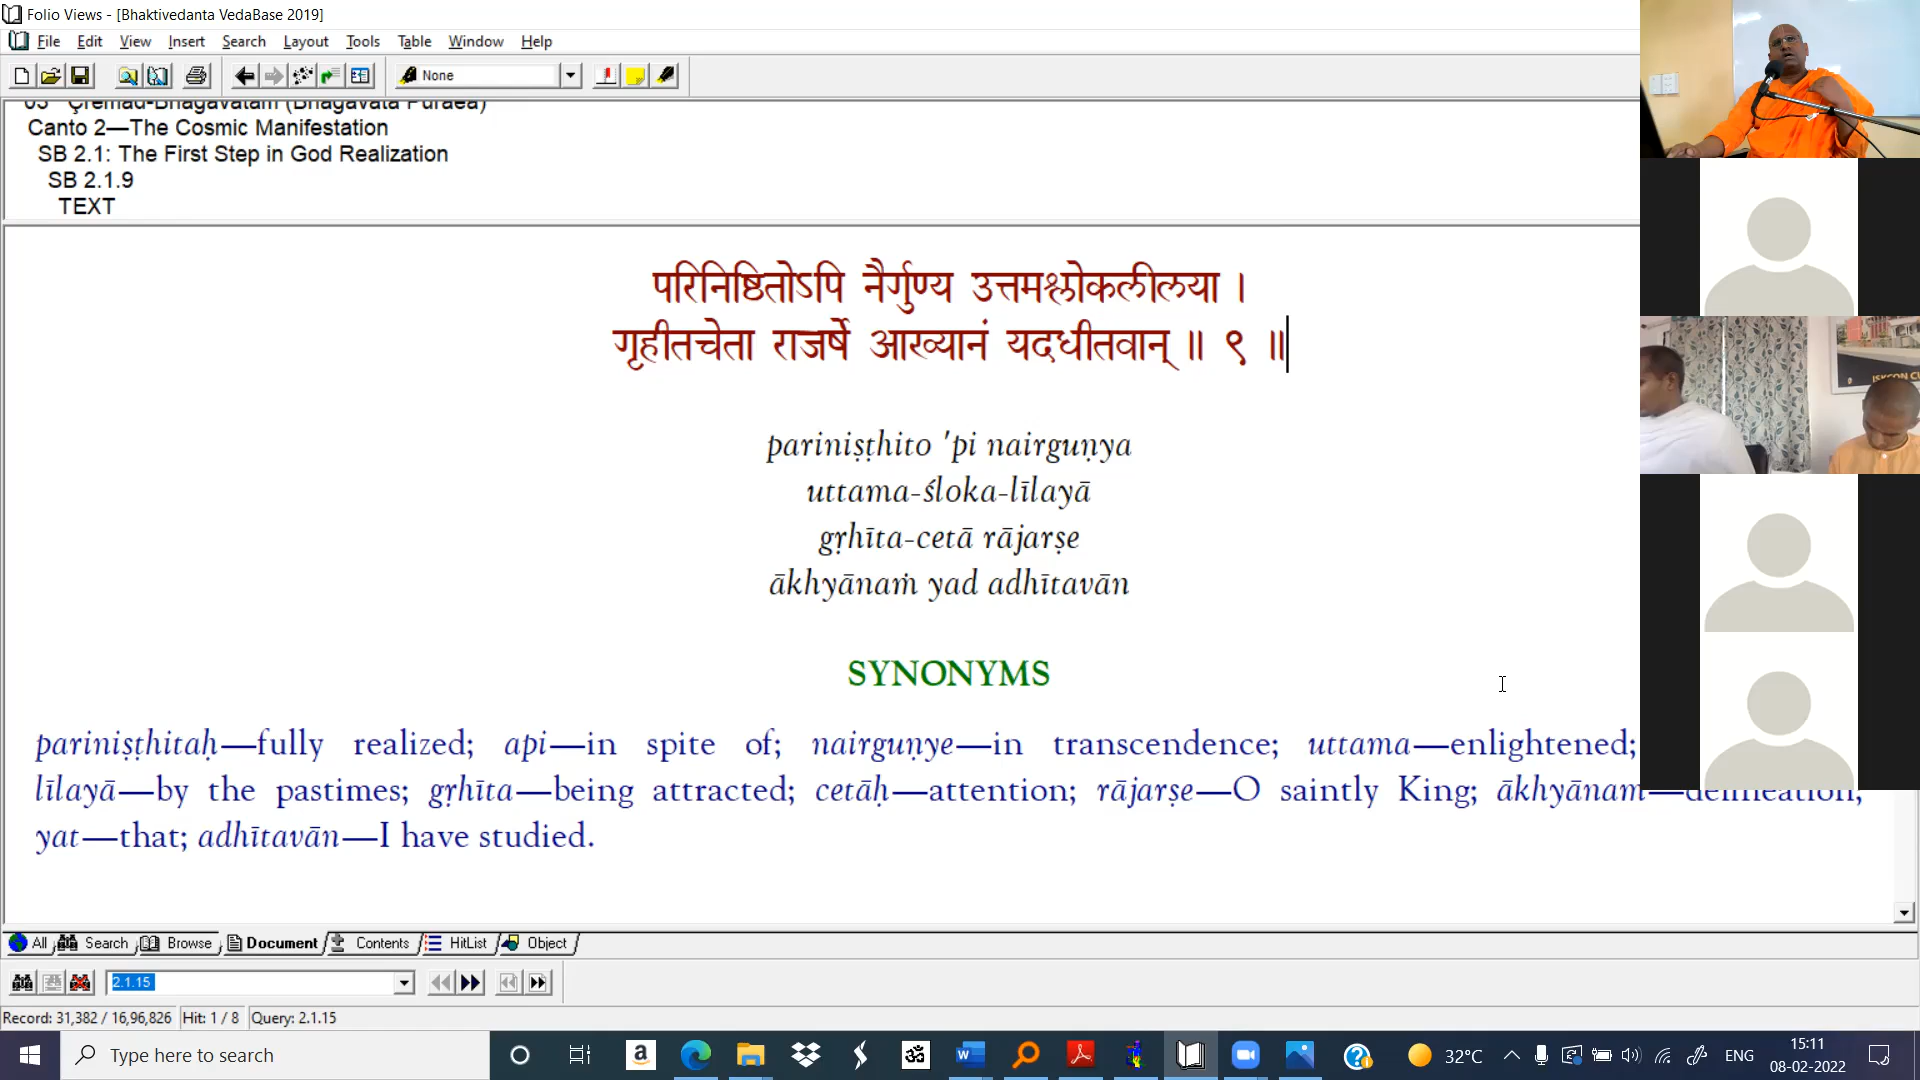 Folio Views - [Bhaktivedanta VedaBase 2019]
File Edit View Insert Search Layout Tools Table Window Help
None
03 Çrémad-Bhägavatam (Bhägavata Puräëa)
Canto 2—The Cosmic Manifestation
SB 2.1: The First Step in God Realization
SB 2.1.9
TEXT
परिनिष्ठितोऽपि नैर्गुण्य उत्तमश्लोकलीलया ।
गृहीतचेता राजर्षे आख्यानं यदधीतवान् ॥ ९ ॥
pariniṣṭhito 'pi nairguṇya
uttama-śloka-līlayā
gṛhīta-cetā rājarṣe
ākhyānaṁ yad adhītavān
SYNONYMS
pariniṣṭhitaḥ—fully realized; api—in spite of; nairguṇye—in transcendence; uttama—enlightened;
līlayā—by the pastimes; gṛhīta—being attracted; cetāḥ—attention; rājarṣe—O saintly King; ākhyānam—delineation;
yat—that; adhītavān—I have studied.
All Search Browse Document Contents HitList Object
2.1.15
Record: 31,382 / 16,96,826 Hit: 1 / 8 Query: 2.1.15
Type here to search
32°C ENG
15:11
08-02-2022